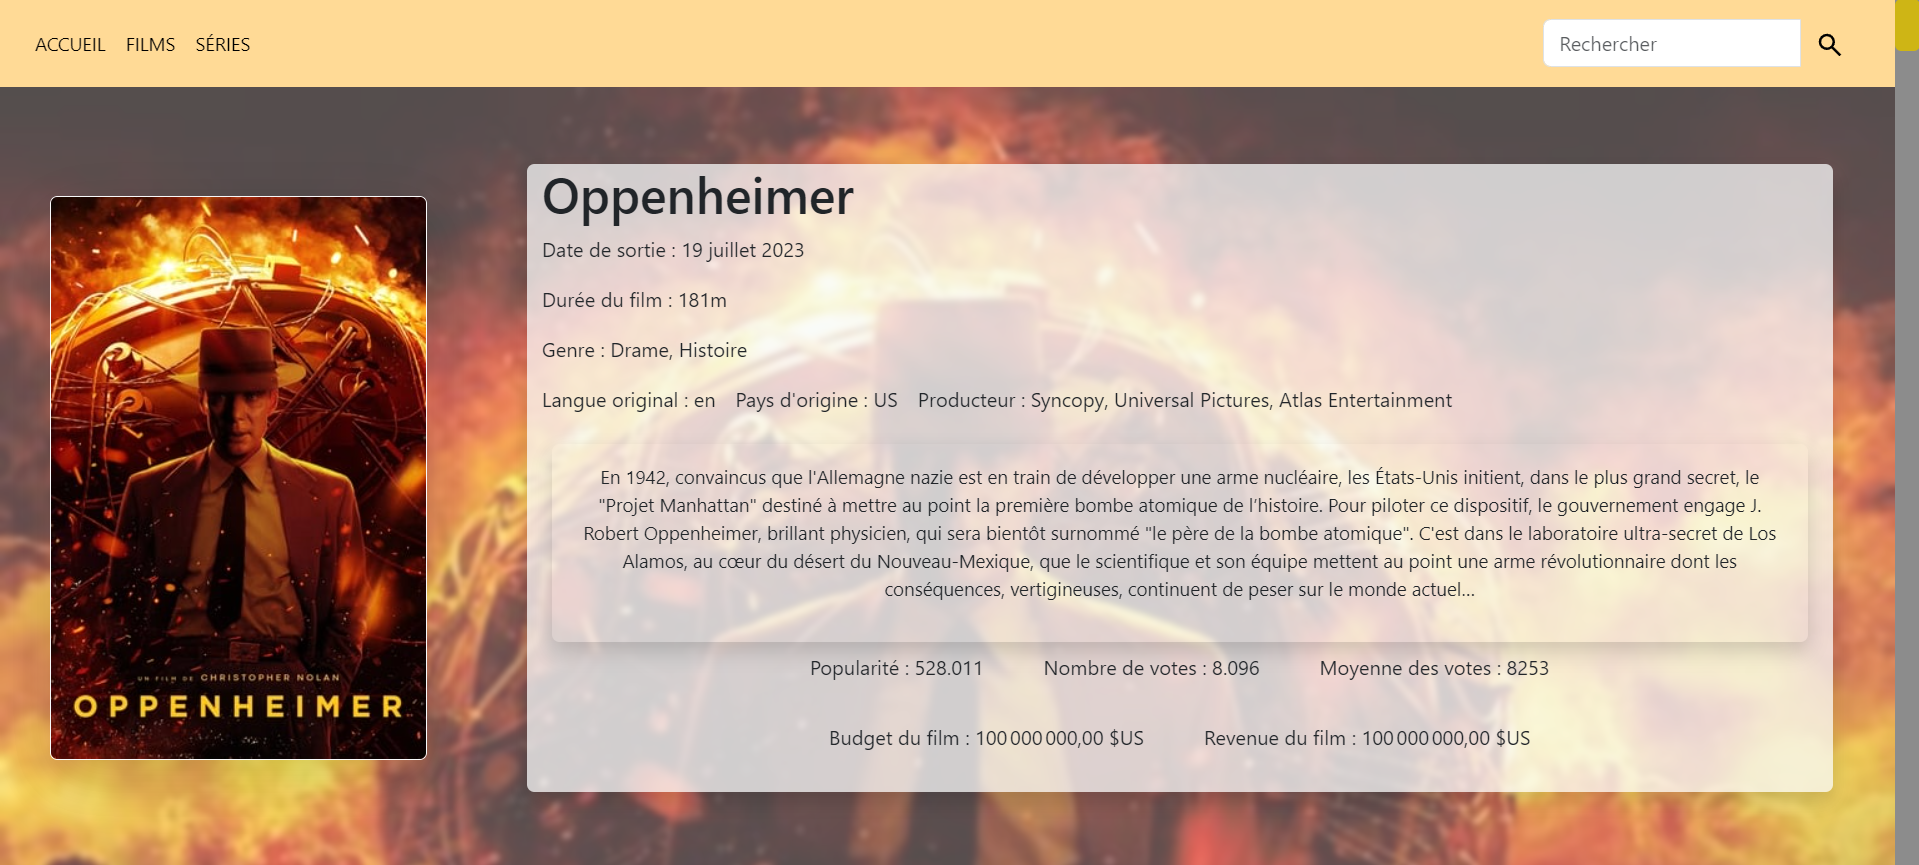 ACCUEIL FILMS SÉRIES
Rechercher
UN FILM DE CHRISTOPHER NOLAN
OPPENHEIMER
Oppenheimer
Date de sortie : 19 juillet 2023
Durée du film : 181m
Genre : Drame, Histoire
Langue original : en Pays d'origine : US Producteur : Syncopy, Universal Pictures, Atlas Entertainment
En 1942, convaincus que l'Allemagne nazie est en train de développer une arme nucléaire, les États-Unis initient, dans le plus grand secret, le
"Projet Manhattan" destiné à mettre au point la première bombe atomique de l’histoire. Pour piloter ce dispositif, le gouvernement engage J.
Robert Oppenheimer, brillant physicien, qui sera bientôt surnommé "le père de la bombe atomique". C'est dans le laboratoire ultra-secret de Los
Alamos, au cœur du désert du Nouveau-Mexique, que le scientifique et son équipe mettent au point une arme révolutionnaire dont les
conséquences, vertigineuses, continuent de peser sur le monde actuel…
Popularité : 528.011 Nombre de votes : 8.096 Moyenne des votes : 8253
Budget du film : 100 000 000,00 $US Revenue du film : 100 000 000,00 $US